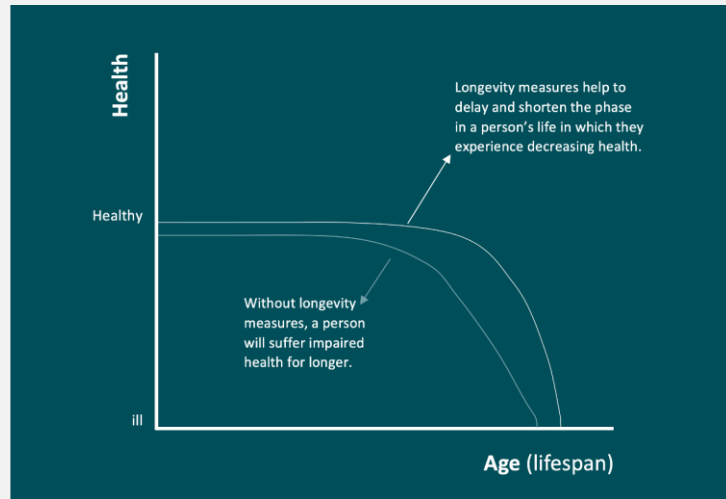 Health
Longevity measures help to
delay and shorten the phase
in a person's life in which they
experience decreasing health.
Healthy
Without longevity
measures, a person
will suffer impaired
health for longer.
ill
Age (lifespan)